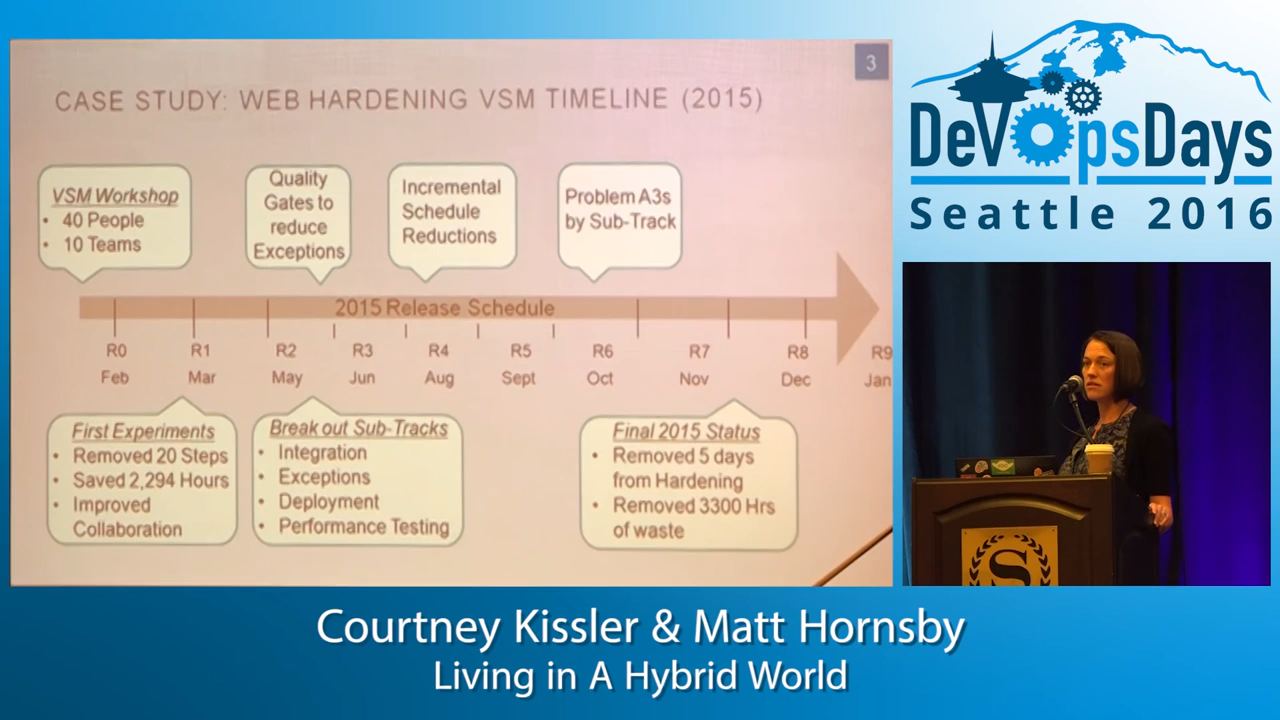 3
CASE STUDY: WEB HARDENING VSM TIMELINE (2015)
VSM Workshop
• 40 People
• 10 Teams
Quality
Gates to
reduce
Exceptions
Incremental
Schedule
Reductions
Problem A3s
by Sub-Track
2015 Release Schedule
R0 R1 R2 R3 R4 R5 R6 R7 R8 R9
Feb Mar May Jun Aug Sept Oct Nov Dec Jan
First Experiments
• Removed 20 Steps
• Saved 2,294 Hours
• Improved
Collaboration
Break out Sub-Tracks
• Integration
• Exceptions
• Deployment
• Performance Testing
Final 2015 Status
• Removed 5 days
from Hardening
• Removed 3300 Hrs
of waste
DevOpsDays
Seattle 2016
S
Courtney Kissler & Matt Hornsby
Living in A Hybrid World